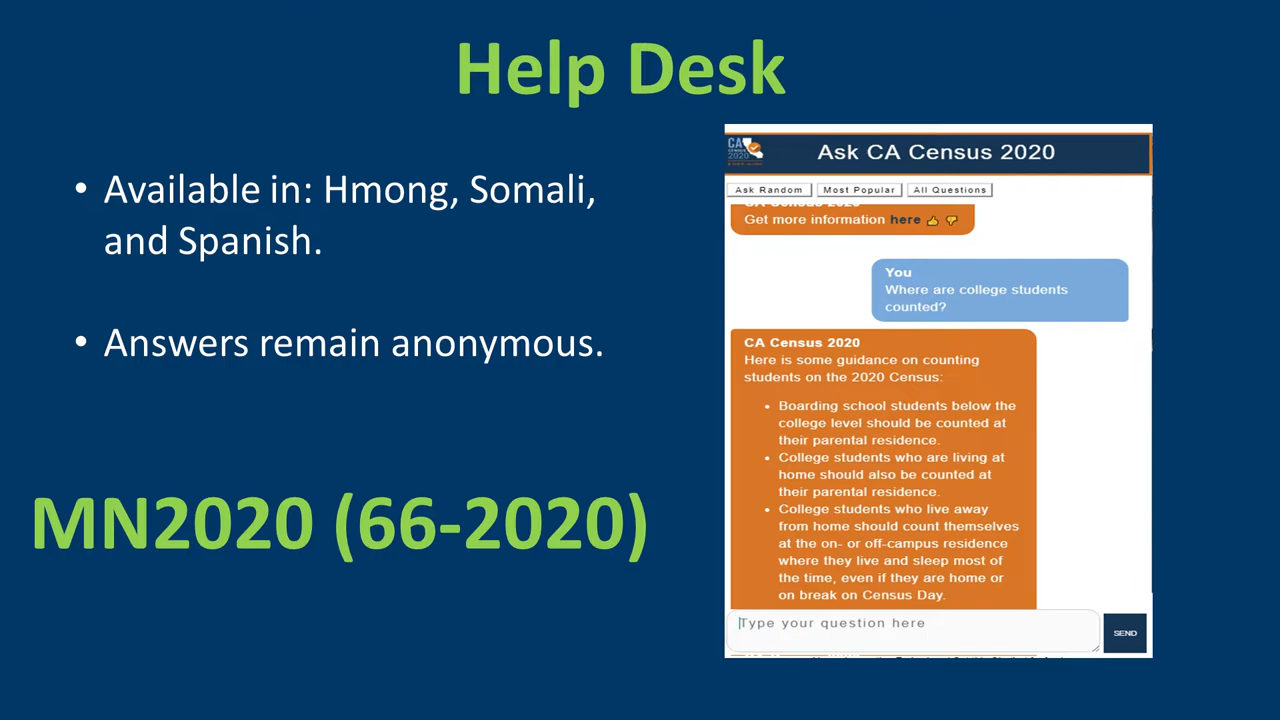 Help Desk
• Available in: Hmong, Somali,
and Spanish.
• Answers remain anonymous.
MN2020 (66-2020)
CA
CENSUS
2020
Ask CA Census 2020
Ask Random
Most Popular
All Questions
CA Census 2020
Get more information here
You
Where are college students
counted?
CA Census 2020
Here is some guidance on counting
students on the 2020 Census:
• Boarding school students below the
college level should be counted at
their parental residence.
• College students who are living at
home should also be counted at
their parental residence.
• College students who live away
from home should count themselves
at the on- or off-campus residence
where they live and sleep most of
the time, even if they are home or
on break on Census Day.
Type your question here
SEND